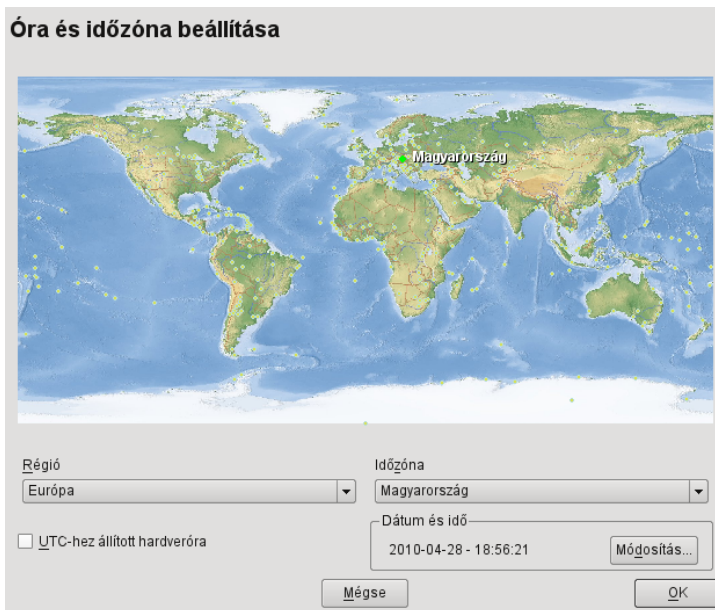 Óra és időzóna beállítása
Magyarország
Régió
Időzóna
Európa
Magyarország
UTC-hez állított hardveróra
Dátum és idő
2010-04-28 - 18:56:21
Módosítás...
Mégse
OK